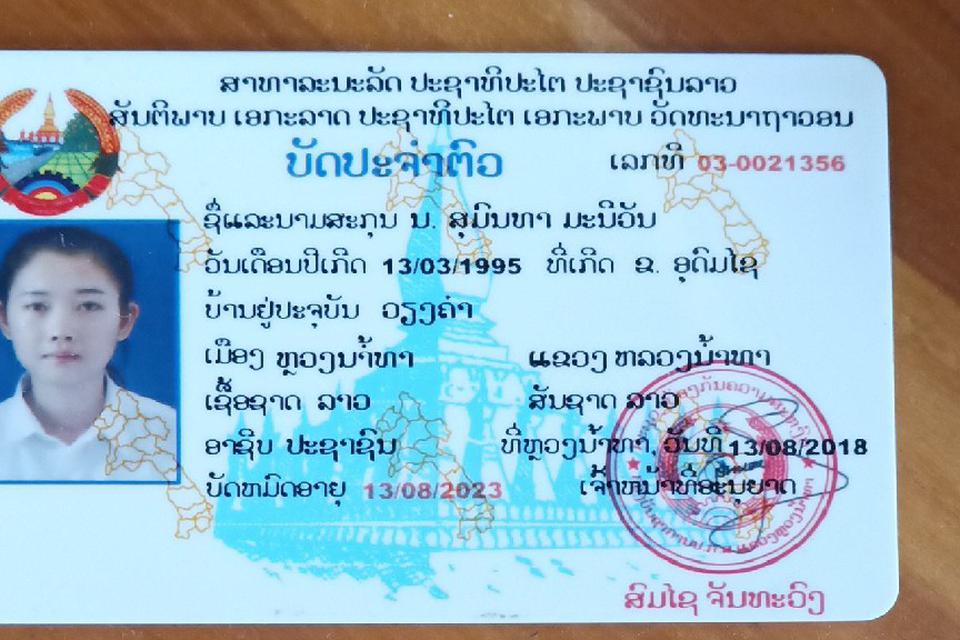 ສາທາລະນະລັດ ປະຊາທິປະໄຕ ປະຊາຊົນລາວ
ສັນຕິພາບ ເອກະລາດ ປະຊາທິປະໄຕ ເອກະພາບ ວັດທະນາຖາວອນ
ບັດປະຈຳຕົວ ເລກທີ 03-0021356
ຊື່ແລະນາມສະກຸນ ນ. ສຸມິນທາ ມະນີວັນ
ວັນເດືອນປີເກີດ 13/03/1995 ທີ່ເກີດ ຂ. ອຸດົມໄຊ
ບ້ານຢູ່ປະຈຸບັນ ວຽງຄຳ
ເມືອງ ຫຼວງນ້ຳທາ ແຂວງ ຫລວງນ້ຳທາ
ເຊື້ອຊາດ ລາວ ສັນຊາດ ລາວ
ອາຊີບ ປະຊາຊົນ ທີ່ຫຼວງນ້ຳທາ, ວັນທີ 13/08/2018
ບັດຫມົດອາຍຸ 13/08/2023 ເຈົ້າຫນ້າທີ່ອະນຸຍາດ
ສົມໄຊ ຈັນທະວົງ